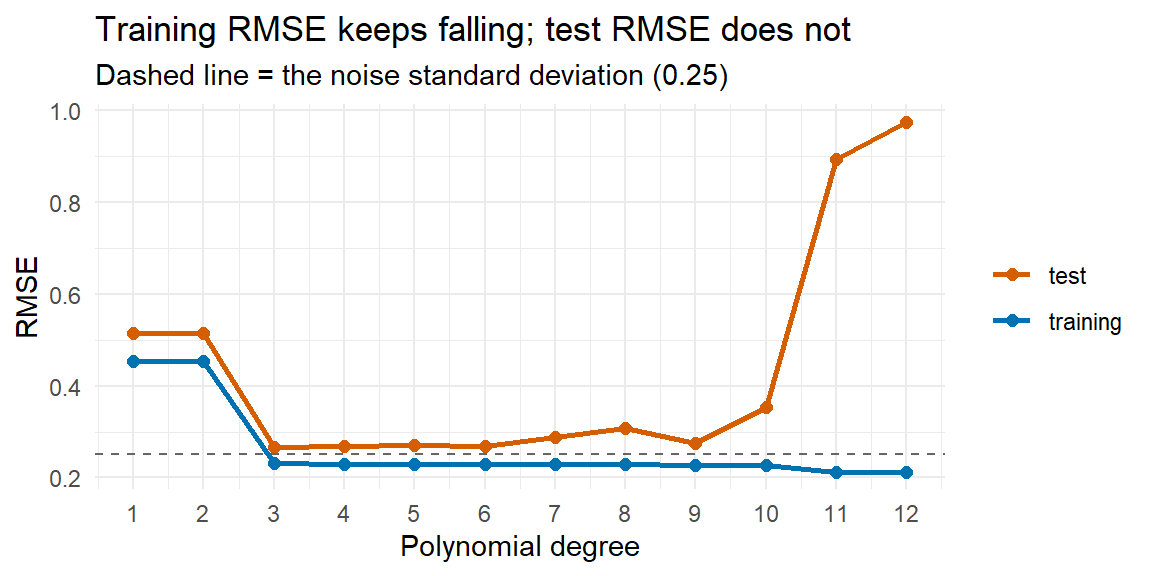 Training RMSE keeps falling; test RMSE does not
Dashed line = the noise standard deviation (0.25)
1.0
0.8
0.6
0.4
0.2
RMSE
1 2 3 4 5 6 7 8 9 10 11 12
Polynomial degree
test
training